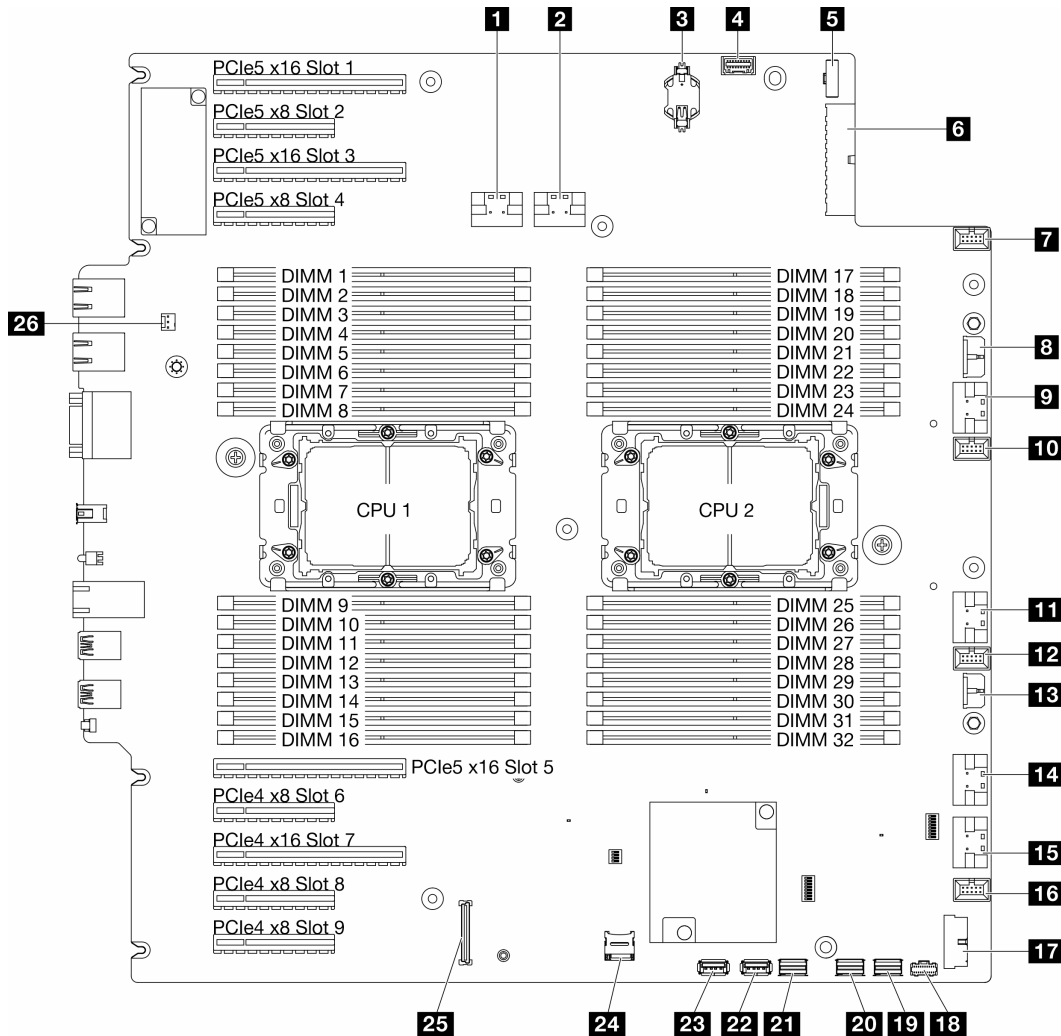 1 2 3 4 5
PCIe5 x16 Slot 1
PCIe5 x8 Slot 2
6
PCIe5 x16 Slot 3
PCIe5 x8 Slot 4
7
DIMM 1 DIMM 17
DIMM 2 DIMM 18
DIMM 3 DIMM 19
26
DIMM 4 DIMM 20
DIMM 5 DIMM 21
8
DIMM 6 DIMM 22
DIMM 7 DIMM 23
9
DIMM 8 DIMM 24
10
CPU 1 CPU 2
DIMM 9 DIMM 25
11
DIMM 10 DIMM 26
DIMM 11 DIMM 27
12
DIMM 12 DIMM 28
DIMM 13 DIMM 29
13
DIMM 14 DIMM 30
DIMM 15 DIMM 31
DIMM 16 DIMM 32
PCIe5 x16 Slot 5
14
PCIe4 x8 Slot 6
PCIe4 x16 Slot 7
15
PCIe4 x8 Slot 8
16
PCIe4 x8 Slot 9
17
25 24 23 22 21 20 19 18